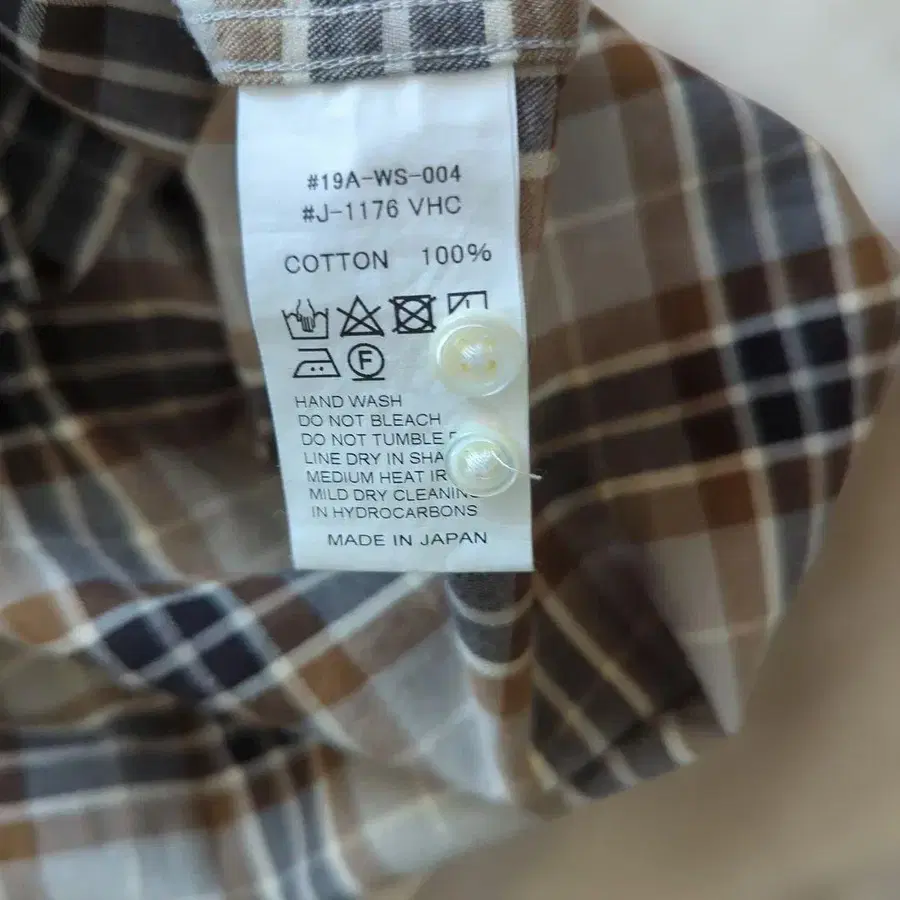 #19A-WS-004
#J-1176 VHC
COTTON 100%
F
HAND WASH
DO NOT BLEACH
DO NOT TUMBLE
LINE DRY IN
MEDIUM HEAT
MILD DRY CLEANING
IN HYDROCARBONS
MADE IN JAPAN